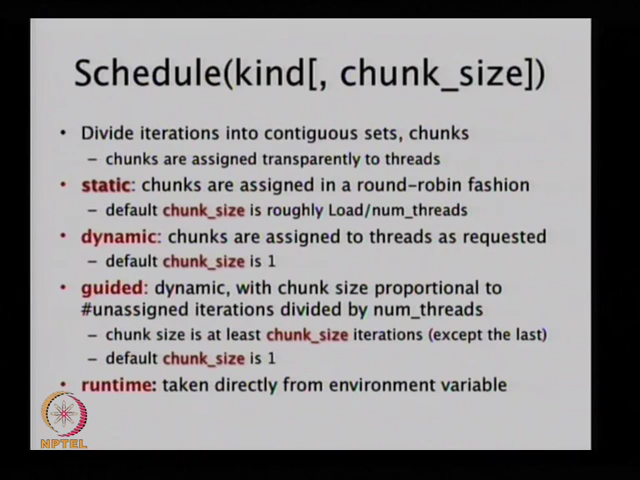 Schedule(kind[, chunk_size])
• Divide iterations into contiguous sets, chunks
– chunks are assigned transparently to threads
• static: chunks are assigned in a round-robin fashion
– default chunk_size is roughly Load/num_threads
• dynamic: chunks are assigned to threads as requested
– default chunk_size is 1
• guided: dynamic, with chunk size proportional to
#unassigned iterations divided by num_threads
– chunk size is at least chunk_size iterations (except the last)
– default chunk_size is 1
• runtime: taken directly from environment variable
NPTEL